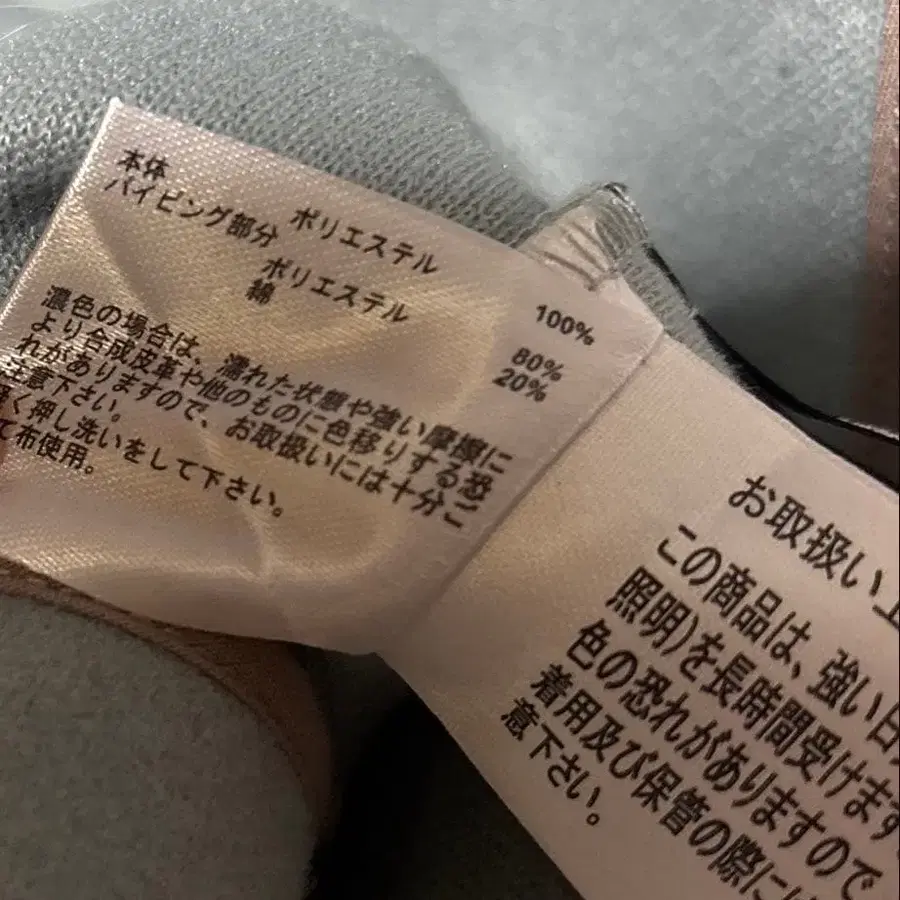 本体
ポリエステル 100%
パイピング部分
ポリエステル 80%
綿 20%
濃色の場合は、濡れた状態や強い摩擦に
より合成皮革や他のものに色移りする恐
れがありますので、お取扱いには十分ご
注意下さい。
く押し洗いをして下さい。
て布使用。
お取扱い上
この商品は、強い日
照明)を長時間受けます
色の恐れがありますので
着用及び保管の際に
意下さい。